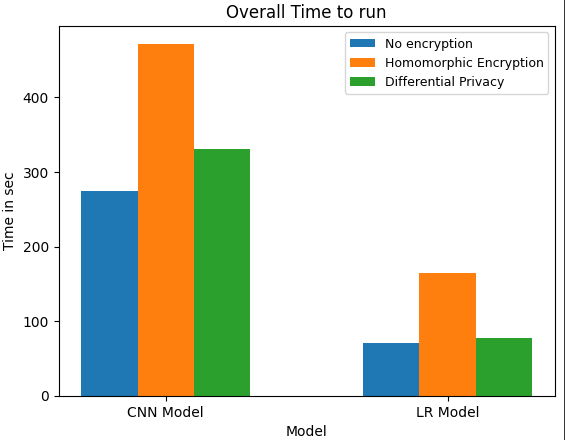 Overall Time to run
No encryption
Homomorphic Encryption
Differential Privacy
400
300
200
100
0
Time in sec
CNN Model
LR Model
Model